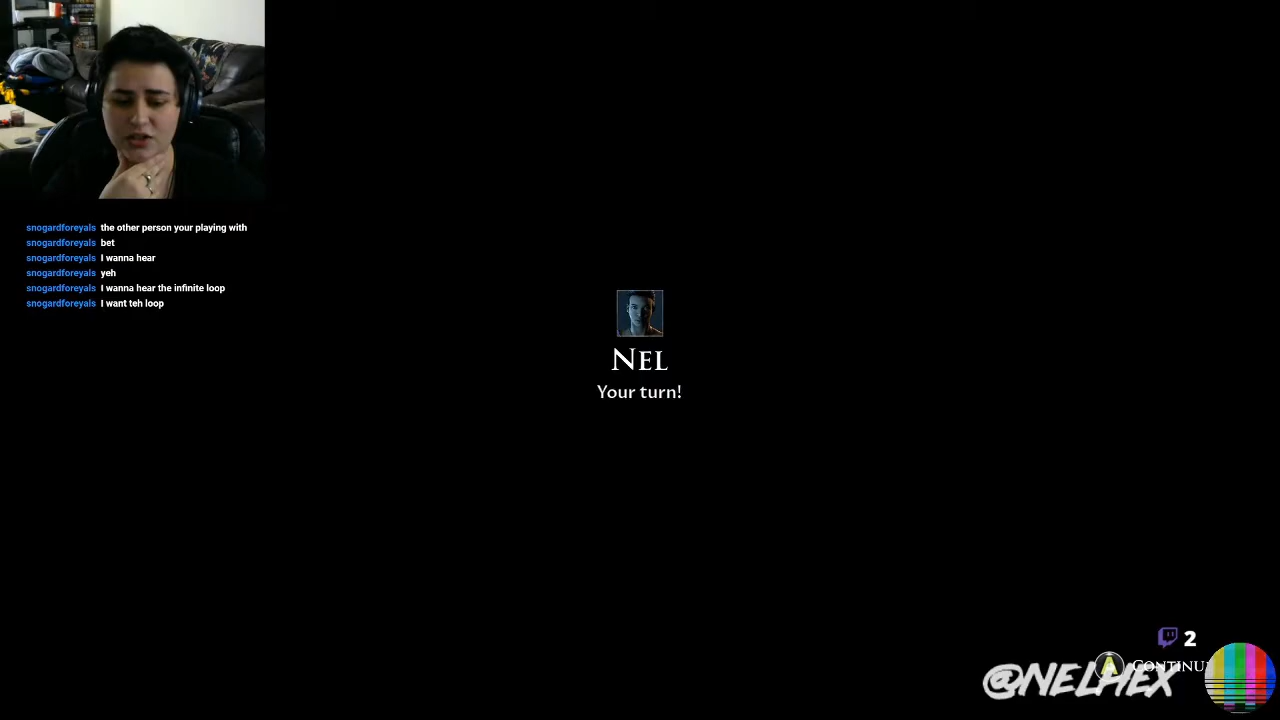 snogardforeyals the other person your playing with
snogardforeyals bet
snogardforeyals I wanna hear
snogardforeyals yeh
snogardforeyals I wanna hear the infinite loop
snogardforeyals I want teh loop
NEL
Your turn!
2
A CONTINU
@NELHEX